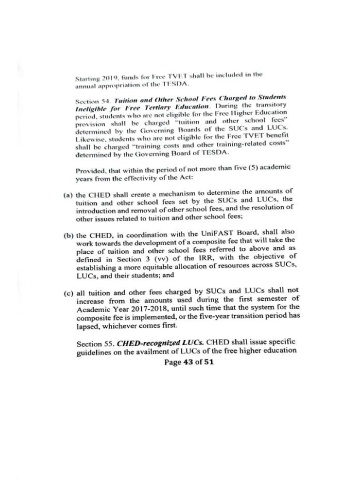 Starting 2019, funds for Free TVET shall be included in the
annual appropriation of the TESDA.
Section 54. Tuition and Other School Fees Charged to Students
Ineligible for Free Tertiary Education. During the transitory
period, students who are not eligible for the Free Higher Education
provision shall be charged "tuition and other school fees"
determined by the Governing Boards of the SUCs and LUCs.
Likewise, students who are not eligible for the Free TVET benefit
shall be charged "training costs and other training-related costs"
determined by the Governing Board of TESDA.
Provided, that within the period of not more than five (5) academic
years from the effectivity of the Act:
(a) the CHED shall create a mechanism to determine the amounts of
tuition and other school fees set by the SUCs and LUCs, the
introduction and removal of other school fees, and the resolution of
other issues related to tuition and other school fees;
(b) the CHED, in coordination with the UniFAST Board, shall also
work towards the development of a composite fee that will take the
place of tuition and other school fees referred to above and as
defined in Section 3 (vv) of the IRR, with the objective of
establishing a more equitable allocation of resources across SUCs,
LUCs, and their students; and
(c) all tuition and other fees charged by SUCs and LUCs shall not
increase from the amounts used during the first semester of
Academic Year 2017-2018, until such time that the system for the
composite fee is implemented, or the five-year transition period has
lapsed, whichever comes first.
Section 55. CHED-recognized LUCs. CHED shall issue specific
guidelines on the availment of LUCs of the free higher education
Page 43 of 51